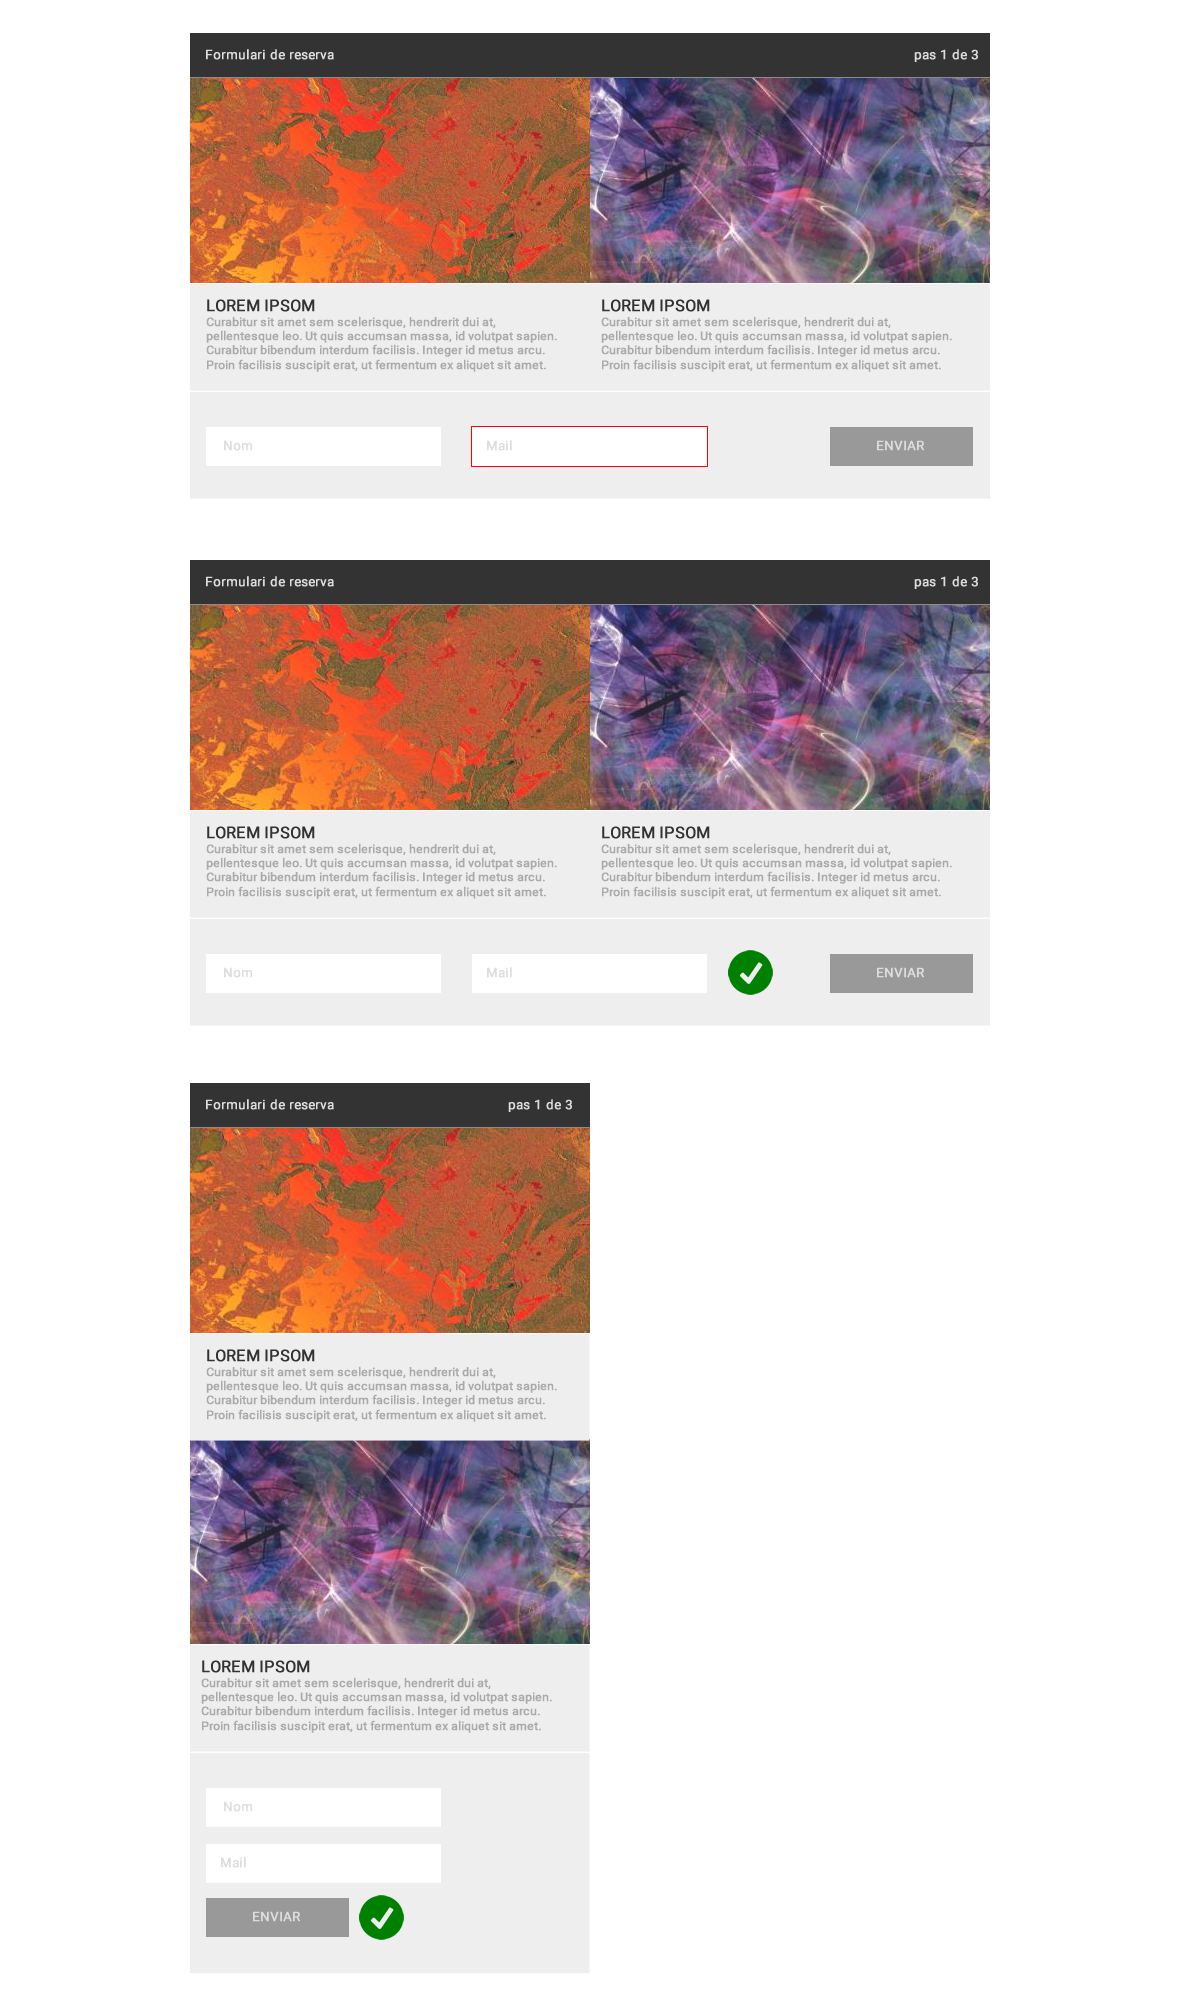 Formulari de reserva
pas 1 de 3
LOREM IPSOM
Curabitur sit amet sem scelerisque, hendrerit dui at,
pellentesque leo. Ut quis accumsan massa, id volutpat sapien.
Curabitur bibendum interdum facilisis. Integer id metus arcu.
Proin facilisis suscipit erat, ut fermentum ex aliquet sit amet.
LOREM IPSOM
Curabitur sit amet sem scelerisque, hendrerit dui at,
pellentesque leo. Ut quis accumsan massa, id volutpat sapien.
Curabitur bibendum interdum facilisis. Integer id metus arcu.
Proin facilisis suscipit erat, ut fermentum ex aliquet sit amet.
Nom
Mail
ENVIAR
Formulari de reserva
pas 1 de 3
LOREM IPSOM
Curabitur sit amet sem scelerisque, hendrerit dui at,
pellentesque leo. Ut quis accumsan massa, id volutpat sapien.
Curabitur bibendum interdum facilisis. Integer id metus arcu.
Proin facilisis suscipit erat, ut fermentum ex aliquet sit amet.
LOREM IPSOM
Curabitur sit amet sem scelerisque, hendrerit dui at,
pellentesque leo. Ut quis accumsan massa, id volutpat sapien.
Curabitur bibendum interdum facilisis. Integer id metus arcu.
Proin facilisis suscipit erat, ut fermentum ex aliquet sit amet.
Nom
Mail
ENVIAR
Formulari de reserva
pas 1 de 3
LOREM IPSOM
Curabitur sit amet sem scelerisque, hendrerit dui at,
pellentesque leo. Ut quis accumsan massa, id volutpat sapien.
Curabitur bibendum interdum facilisis. Integer id metus arcu.
Proin facilisis suscipit erat, ut fermentum ex aliquet sit amet.
LOREM IPSOM
Curabitur sit amet sem scelerisque, hendrerit dui at,
pellentesque leo. Ut quis accumsan massa, id volutpat sapien.
Curabitur bibendum interdum facilisis. Integer id metus arcu.
Proin facilisis suscipit erat, ut fermentum ex aliquet sit amet.
Nom
Mail
ENVIAR